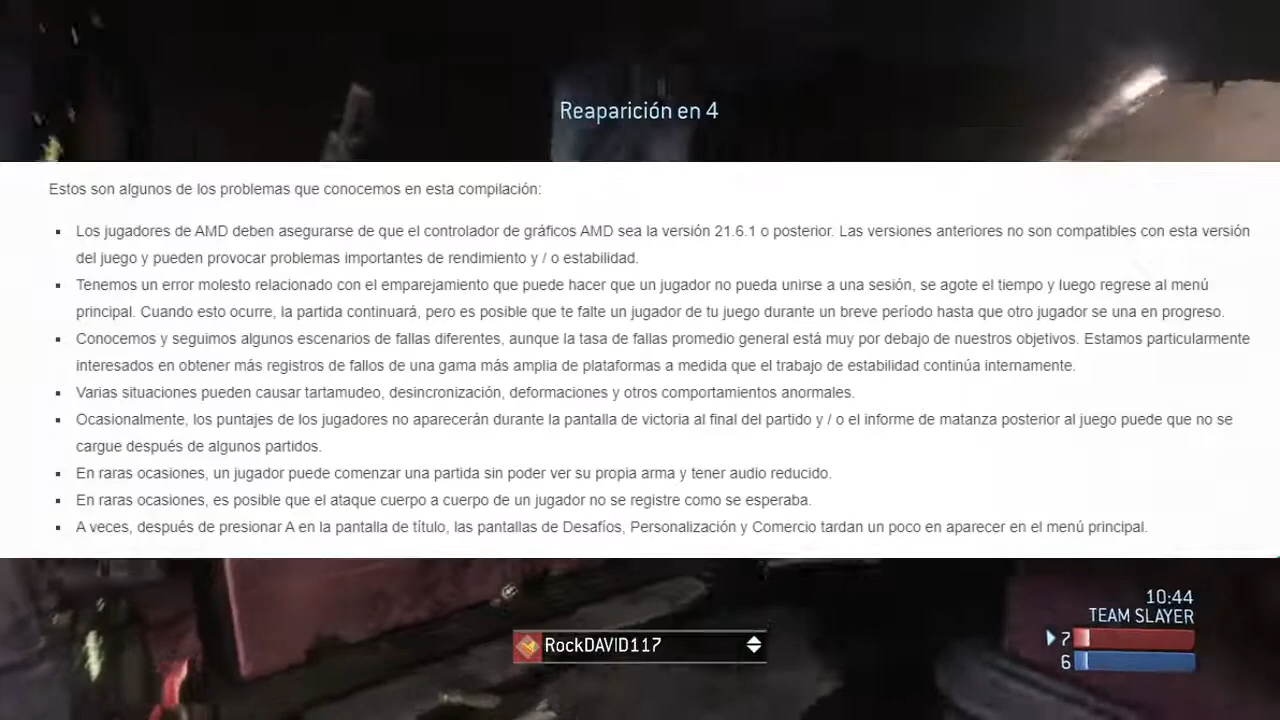 Reaparición en 4
Estos son algunos de los problemas que conocemos en esta compilación:
▪ Los jugadores de AMD deben asegurarse de que el controlador de gráficos AMD sea la versión 21.6.1 o posterior. Las versiones anteriores no son compatibles con esta versión
del juego y pueden provocar problemas importantes de rendimiento y / o estabilidad.
▪ Tenemos un error molesto relacionado con el emparejamiento que puede hacer que un jugador no pueda unirse a una sesión, se agote el tiempo y luego regrese al menú
principal. Cuando esto ocurre, la partida continuará, pero es posible que te falte un jugador de tu juego durante un breve período hasta que otro jugador se una en progreso.
▪ Conocemos y seguimos algunos escenarios de fallas diferentes, aunque la tasa de fallas promedio general está muy por debajo de nuestros objetivos. Estamos particularmente
interesados en obtener más registros de fallos de una gama más amplia de plataformas a medida que el trabajo de estabilidad continúa internamente.
▪ Varias situaciones pueden causar tartamudeo, desincronización, deformaciones y otros comportamientos anormales.
▪ Ocasionalmente, los puntajes de los jugadores no aparecerán durante la pantalla de victoria al final del partido y / o el informe de matanza posterior al juego puede que no se
cargue después de algunos partidos.
▪ En raras ocasiones, un jugador puede comenzar una partida sin poder ver su propia arma y tener audio reducido.
▪ En raras ocasiones, es posible que el ataque cuerpo a cuerpo de un jugador no se registre como se esperaba.
▪ A veces, después de presionar A en la pantalla de título, las pantallas de Desafíos, Personalización y Comercio tardan un poco en aparecer en el menú principal.
10:44
TEAM SLAYER
7
6
RockDAVID117